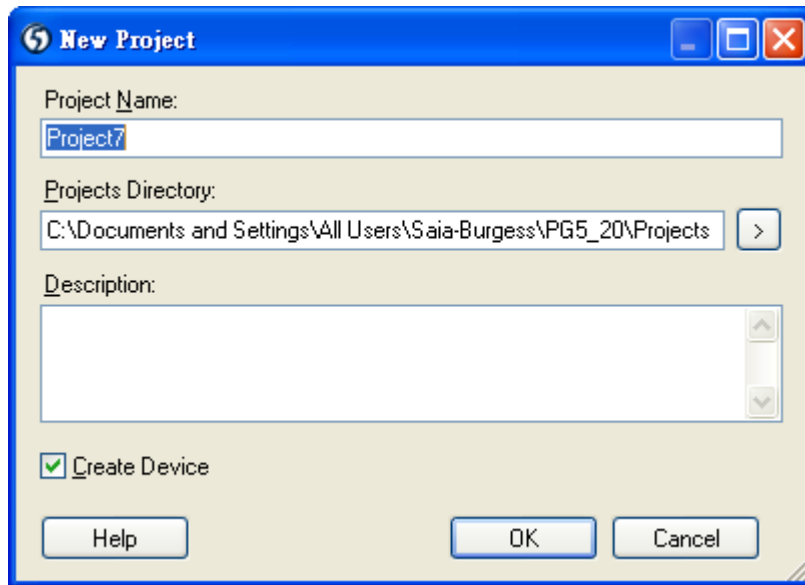 New Project
Project Name:
Project7
Projects Directory:
C:\Documents and Settings\All Users\Saia-Burgess\PG5_20\Projects
>
Description:
Create Device
Help
OK
Cancel